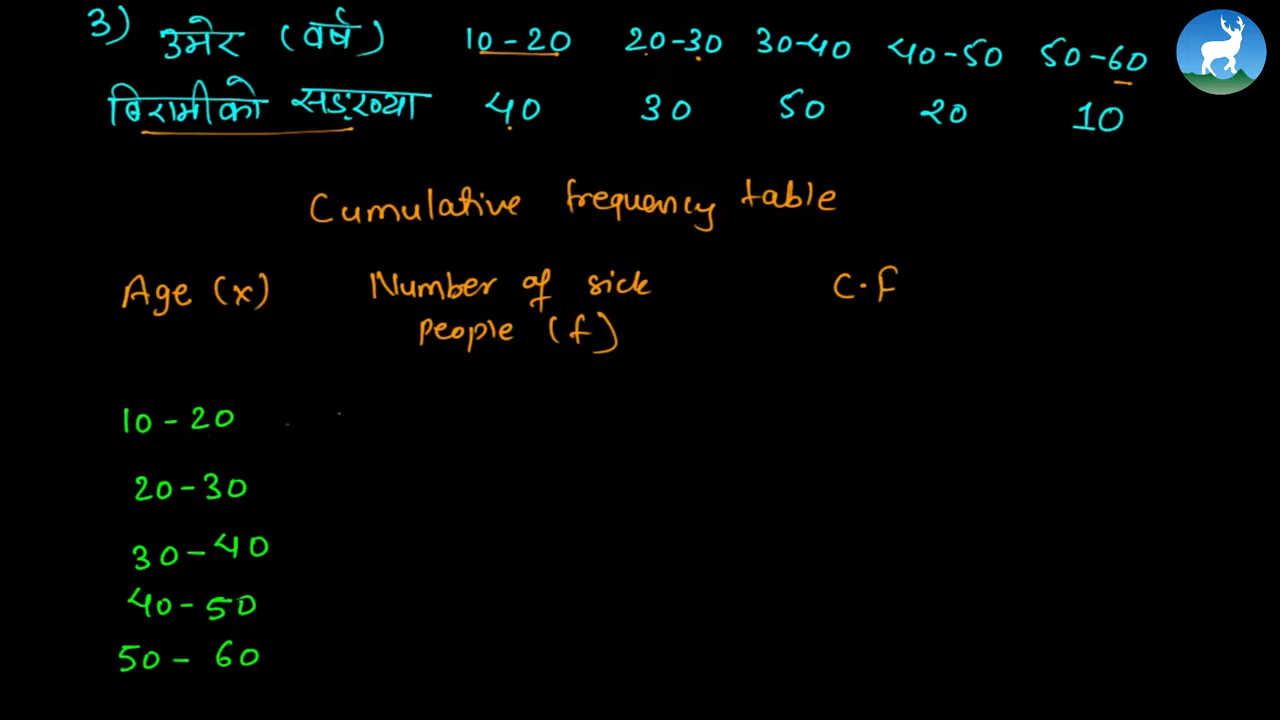 3) उमेर (वर्ष) 10-20 20-30 30-40 40-50 50-60
बिरामीको सङ्ख्या 40 30 50 20 10
Cumulative frequency table
Age (x) Number of sick people (f) C.f
10-20
20-30
30-40
40-50
50-60